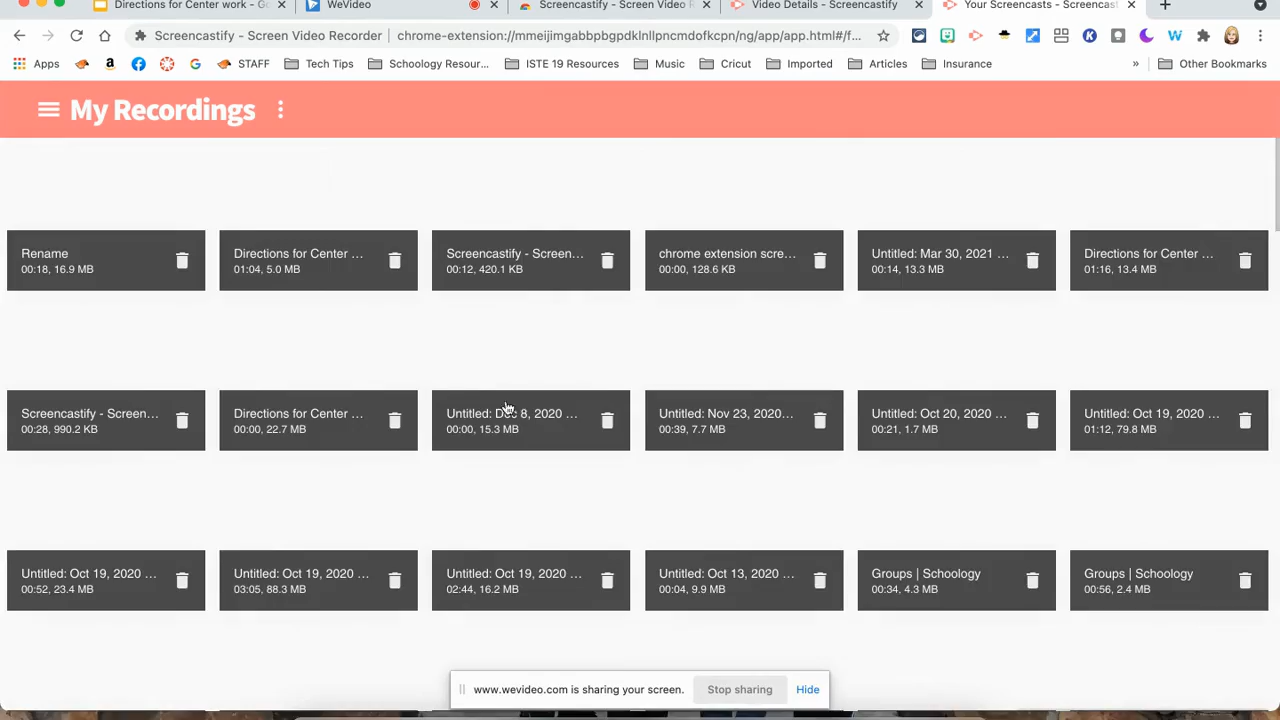 Directions for Center work - Go
WeVideo
Screencastify - Screen Video R
Video Details - Screencastify
Your Screencasts - Screencast
Screencastify - Screen Video Recorder | chrome-extension://mmeijimgabbpbgpdklnllpncmdofkcpn/ng/app/app.html#/f...
Apps STAFF Tech Tips Schoology Resour... ISTE 19 Resources Music Cricut Imported Articles Insurance » Other Bookmarks
My Recordings
Rename
00:18, 16.9 MB
Directions for Center ...
01:04, 5.0 MB
Screencastify - Screen...
00:12, 420.1 KB
chrome extension scre...
00:00, 128.6 KB
Untitled: Mar 30, 2021 ...
00:14, 13.3 MB
Directions for Center ...
01:16, 13.4 MB
Screencastify - Screen...
00:28, 990.2 KB
Directions for Center ...
00:00, 22.7 MB
Untitled: Dec 8, 2020 ...
00:00, 15.3 MB
Untitled: Nov 23, 2020...
00:39, 7.7 MB
Untitled: Oct 20, 2020 ...
00:21, 1.7 MB
Untitled: Oct 19, 2020 ...
01:12, 79.8 MB
Untitled: Oct 19, 2020 ...
00:52, 23.4 MB
Untitled: Oct 19, 2020 ...
03:05, 88.3 MB
Untitled: Oct 19, 2020 ...
02:44, 16.2 MB
Untitled: Oct 13, 2020 ...
00:04, 9.9 MB
Groups | Schoology
00:34, 4.3 MB
Groups | Schoology
00:56, 2.4 MB
www.wevideo.com is sharing your screen. Stop sharing Hide